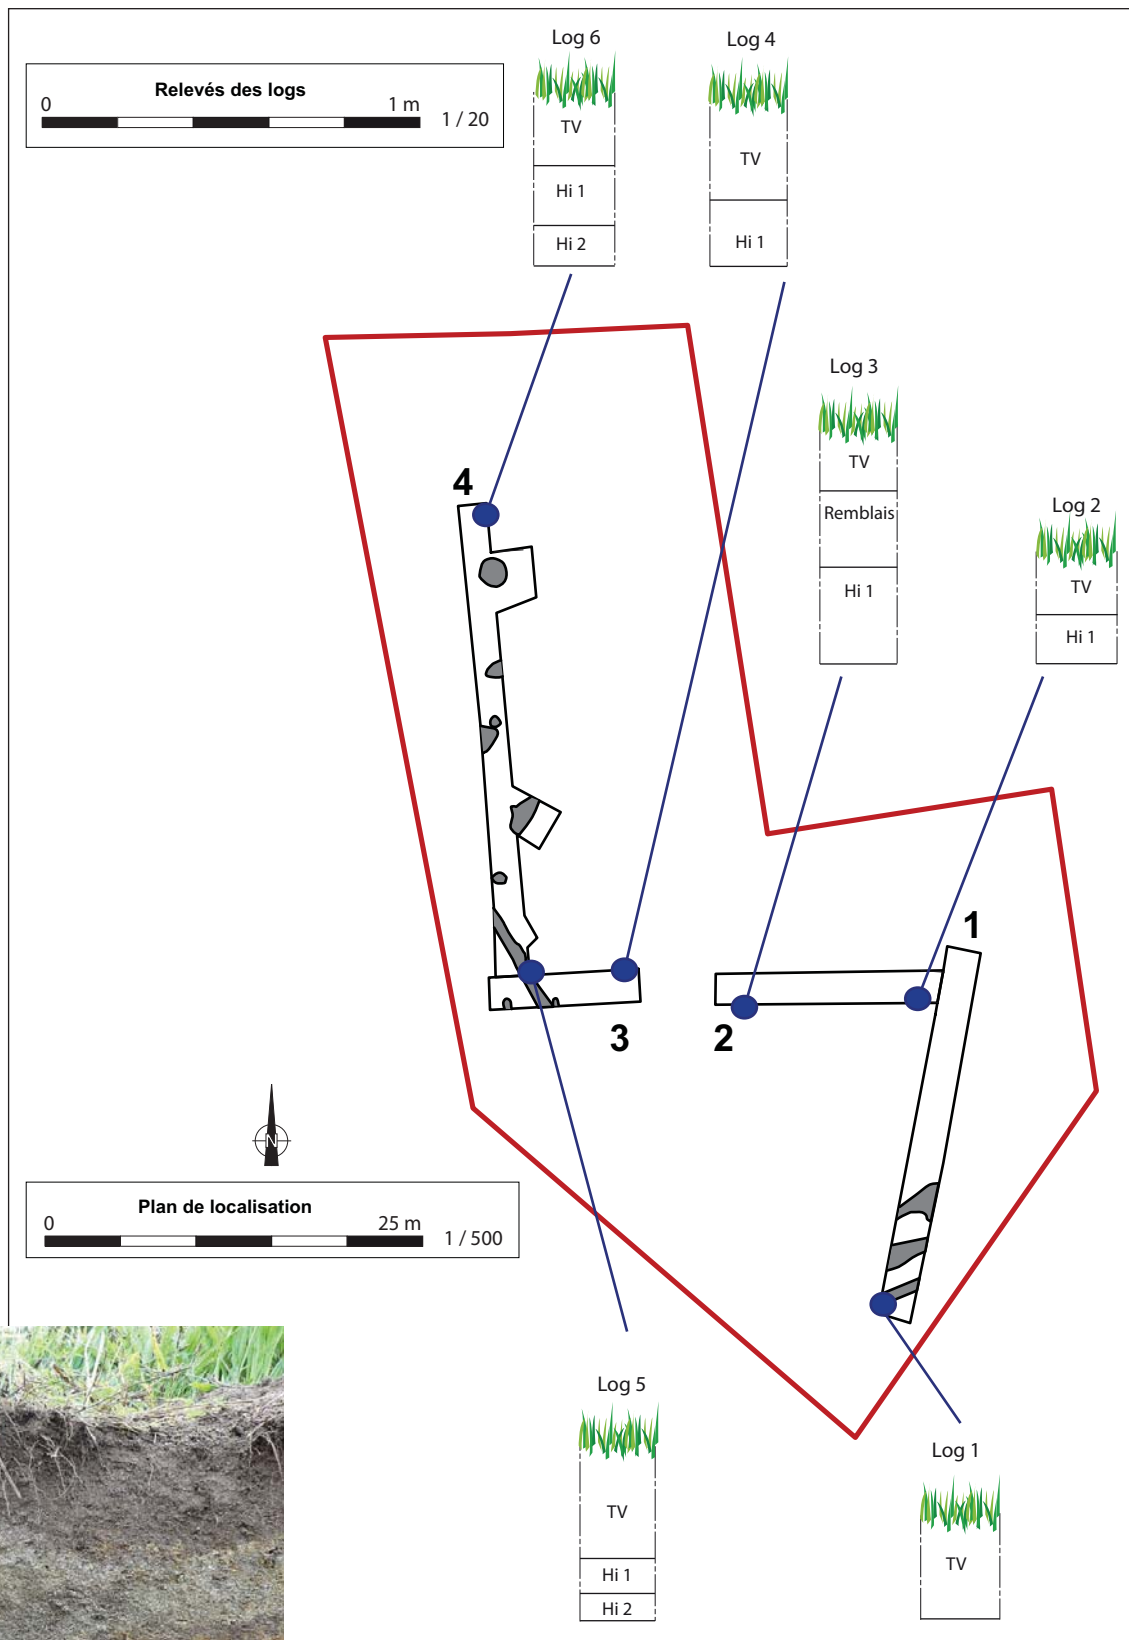 Log 6
Log 4
Relevés des logs
0 1 m
1 / 20
TV
Hi 1
Hi 2
TV
Hi 1
Log 3
TV
Remblais
Hi 1
Log 2
TV
Hi 1
4
1
3
2
N
Plan de localisation
0 25 m
1 / 500
Log 5
TV
Hi 1
Hi 2
Log 1
TV